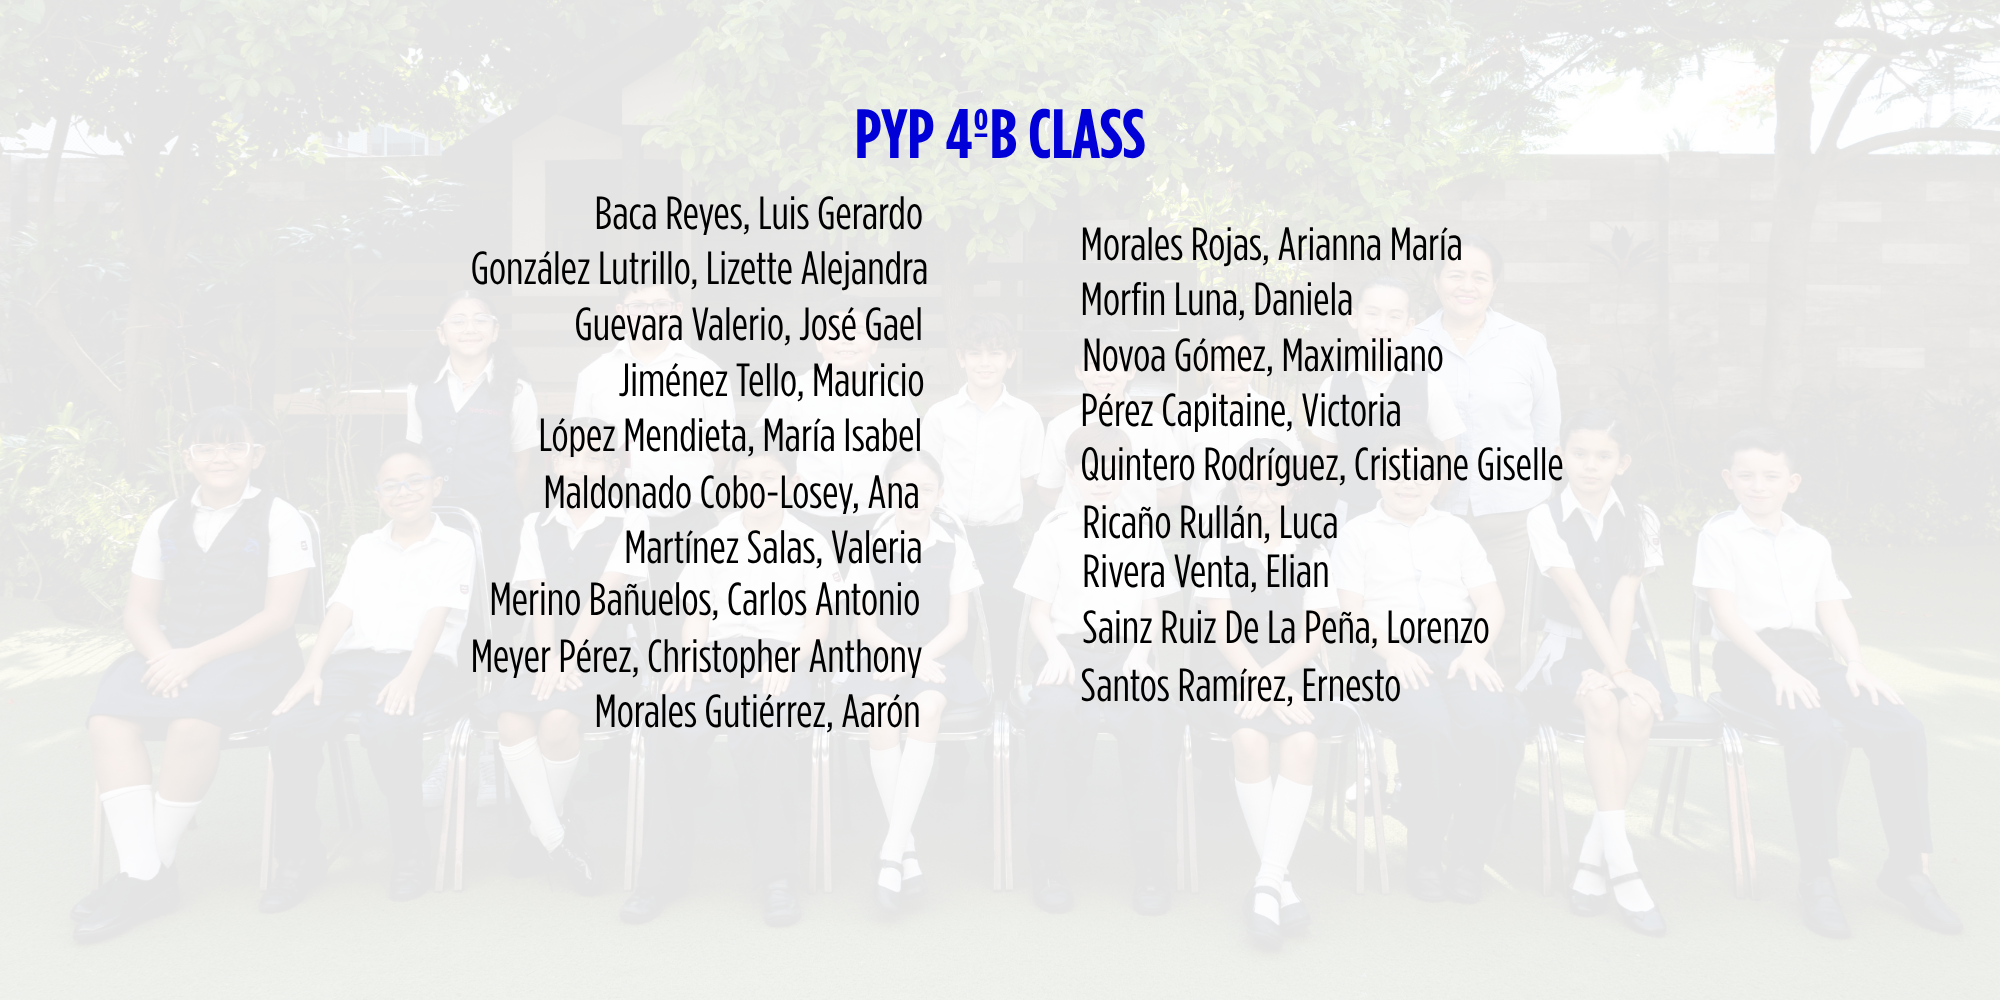 PYP 4ºB CLASS
Baca Reyes, Luis Gerardo
González Lutrillo, Lizette Alejandra
Guevara Valerio, José Gael
Jiménez Tello, Mauricio
López Mendieta, María Isabel
Maldonado Cobo-Losey, Ana
Martínez Salas, Valeria
Merino Bañuelos, Carlos Antonio
Meyer Pérez, Christopher Anthony
Morales Gutiérrez, Aarón
Morales Rojas, Arianna María
Morfin Luna, Daniela
Novoa Gómez, Maximiliano
Pérez Capitaine, Victoria
Quintero Rodríguez, Cristiane Giselle
Ricaño Rullán, Luca
Rivera Venta, Elian
Sainz Ruiz De La Peña, Lorenzo
Santos Ramírez, Ernesto